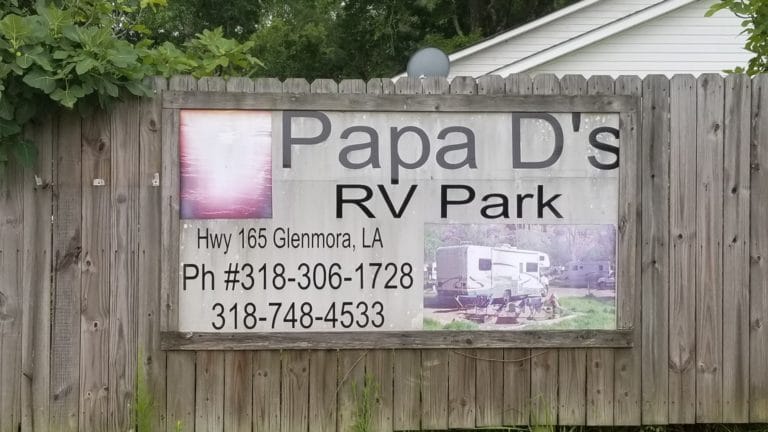 Papa D's
RV Park
Hwy 165 Glenmora, LA
Ph #318-306-1728
318-748-4533